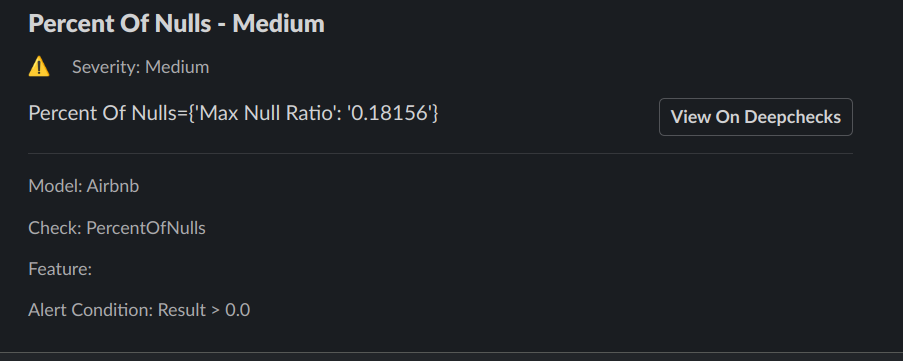 Percent Of Nulls - Medium
Severity: Medium
Percent Of Nulls={'Max Null Ratio': '0.18156'}
View On Deepchecks
Model: Airbnb
Check: PercentOfNulls
Feature:
Alert Condition: Result > 0.0